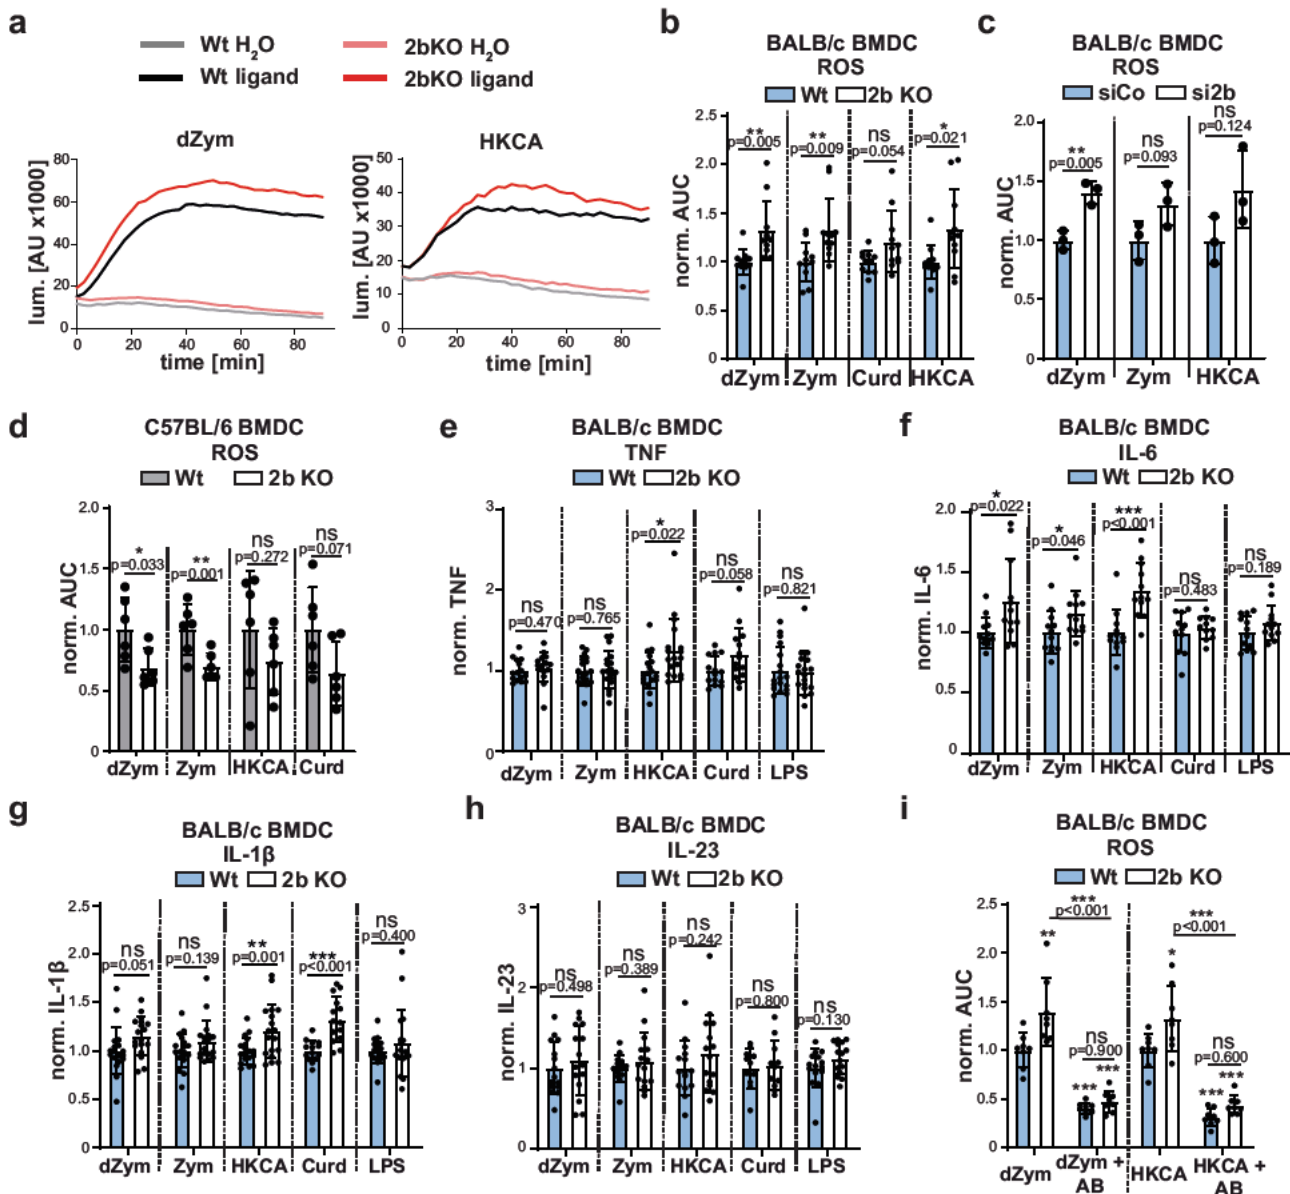 a
Wt H₂O
2bKO H₂O
Wt ligand
2bKO ligand
dZym
lum. [AU x1000]
80
60
40
20
0
0 20 40 60 80
time [min]
HKCA
lum. [AU x1000]
50
40
30
20
10
0
0 20 40 60 80
time [min]
b
BALB/c BMDC
ROS
Wt 2b KO
norm. AUC
2.5
2.0
1.5
1.0
0.5
0
** ** ns *
p=0.005 p=0.009 p=0.054 p=0.021
dZym Zym Curd HKCA
c
BALB/c BMDC
ROS
siCo si2b
norm. AUC
2.0
1.5
1.0
0.5
0
** ns ns
p=0.005 p=0.093 p=0.124
dZym Zym HKCA
d
C57BL/6 BMDC
ROS
Wt 2b KO
norm. AUC
2.0
1.5
1.0
0.5
0
* ** ns ns
p=0.033 p=0.001 p=0.272 p=0.071
dZym Zym HKCA Curd
e
BALB/c BMDC
TNF
Wt 2b KO
norm. TNF
3
2
1
0
ns ns * ns ns
p=0.470 p=0.765 p=0.022 p=0.058 p=0.821
dZym Zym HKCA Curd LPS
f
BALB/c BMDC
IL-6
Wt 2b KO
norm. IL-6
2.0
1.5
1.0
0.5
0
* * *** ns ns
p=0.022 p=0.046 p<0.001 p=0.483 p=0.189
dZym Zym HKCA Curd LPS
g
BALB/c BMDC
IL-1β
Wt 2b KO
norm. IL-1β
2.5
2.0
1.5
1.0
0.5
0
ns ns ** *** ns
p=0.051 p=0.139 p=0.001 p<0.001 p=0.400
dZym Zym HKCA Curd LPS
h
BALB/c BMDC
IL-23
Wt 2b KO
norm. IL-23
3
2
1
0
ns ns ns ns ns
p=0.498 p=0.389 p=0.242 p=0.800 p=0.130
dZym Zym HKCA Curd LPS
i
BALB/c BMDC
ROS
Wt 2b KO
norm. AUC
2.5
2.0
1.5
1.0
0.5
0
*** ***
p<0.001 p<0.001
** *
ns ns
p=0.900 p=0.600
*** *** *** ***
dZym dZym + AB HKCA HKCA + AB